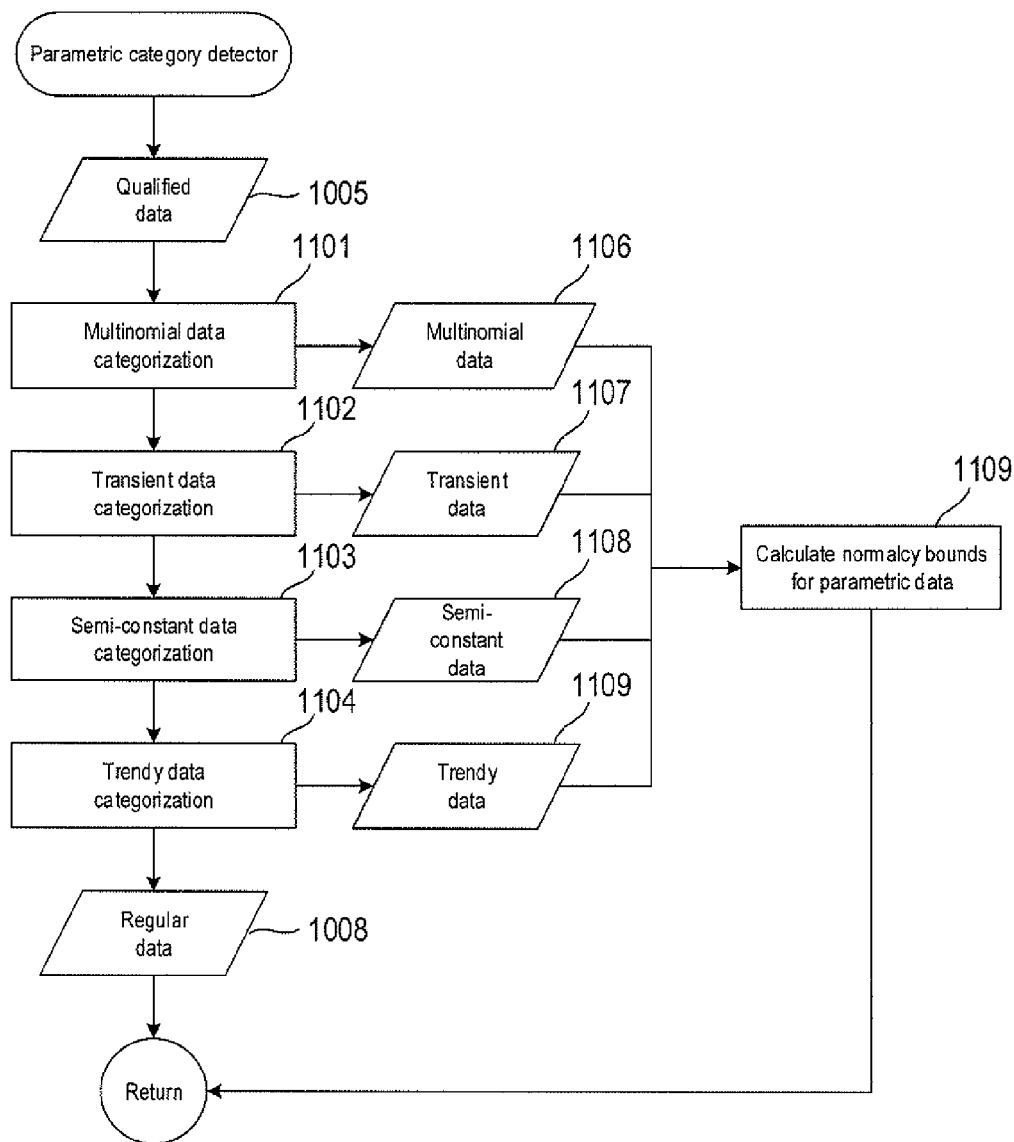 Parametric category detector
Qualified
data
1005
1101
Multinomial data
categorization
1106
Multinomial
data
1102
Transient data
categorization
1107
Transient
data
1109
Calculate normalcy bounds
for parametric data
1103
Semi-constant data
categorization
1108
Semi-
constant
data
1104
Trendy data
categorization
1109
Trendy
data
Regular
data
1008
Return